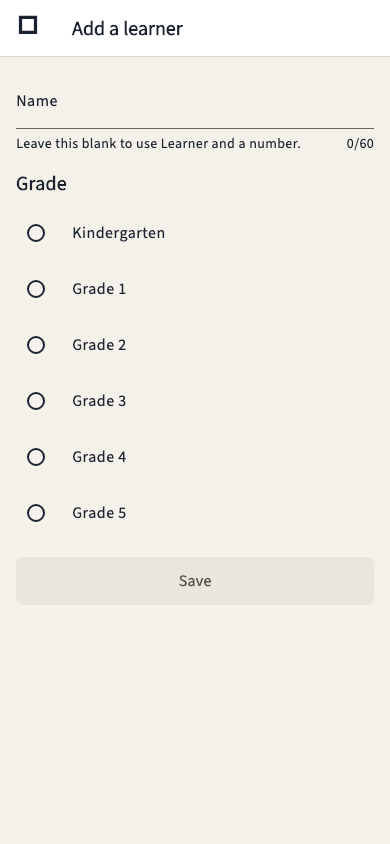 Add a learner
Name
Leave this blank to use Learner and a number. 0/60
Grade
Kindergarten
Grade 1
Grade 2
Grade 3
Grade 4
Grade 5
Save